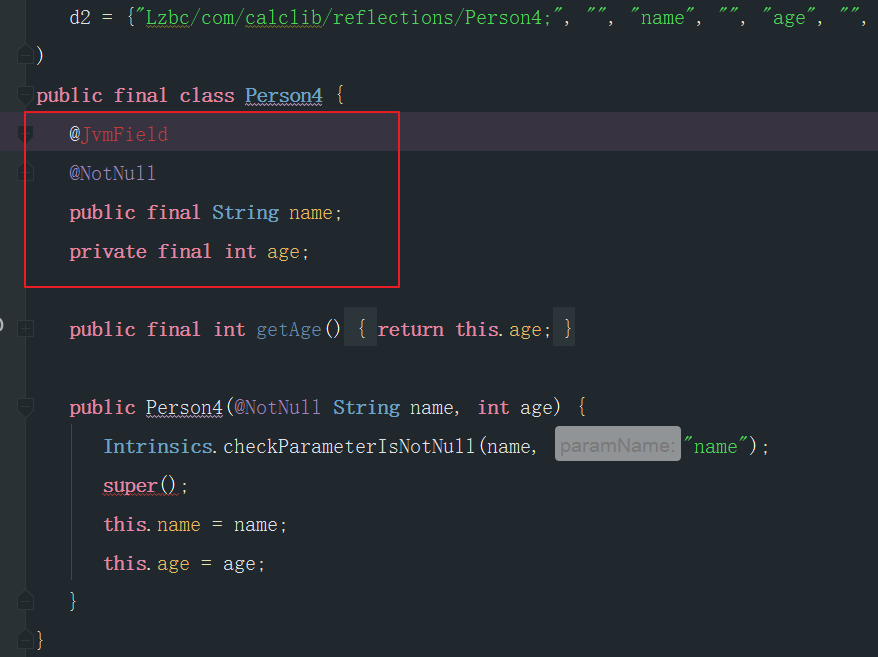 d2 = {"Lzbc/com/calclib/reflections/Person4;", "", "name", "", "age", "",
)
public final class Person4 {
@JvmField
@NotNull
public final String name;
private final int age;
public final int getAge() { return this.age; }
public Person4(@NotNull String name, int age) {
Intrinsics.checkParameterIsNotNull(name, paramName: "name");
super();
this.name = name;
this.age = age;
}
}